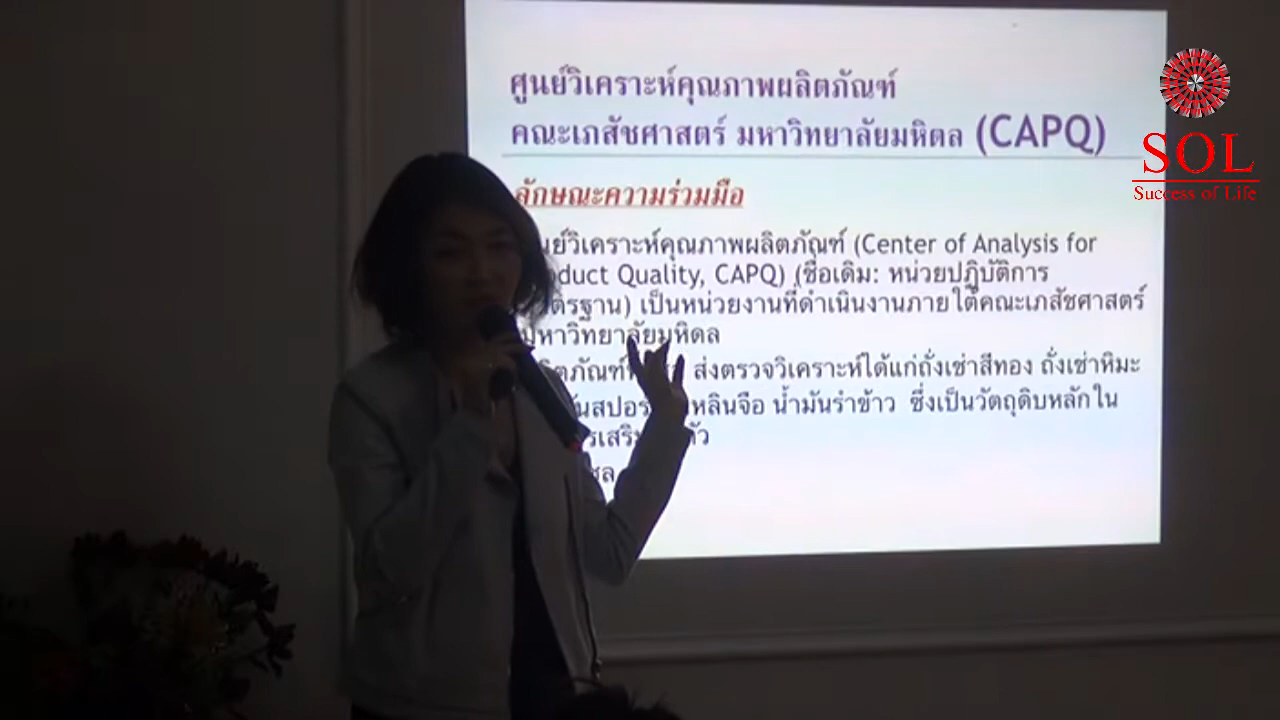 ศูนย์วิเคราะห์คุณภาพผลิตภัณฑ์
คณะเภสัชศาสตร์ มหาวิทยาลัยมหิดล (CAPQ)
SOL
Success of Life
ลักษณะความร่วมมือ
ศูนย์วิเคราะห์คุณภาพผลิตภัณฑ์ (Center of Analysis for
Product Quality, CAPQ) (ชื่อเดิม: หน่วยปฏิบัติการ
เป็นหน่วยงานที่ดำเนินงานภายใต้คณะเภสัชศาสตร์
มหาวิทยาลัยมหิดล
ส่งตรวจวิเคราะห์ได้แก่ถั่งเช่าสีทอง ถั่งเช่าหิมะ
น้ำมันรำข้าว ซึ่งเป็นวัตถุดิบหลักใน